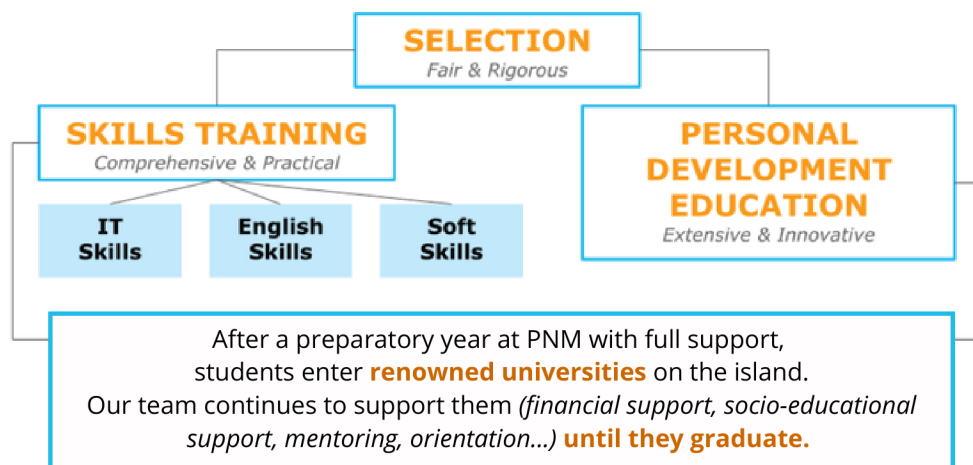 SELECTION
Fair & Rigorous
SKILLS TRAINING
Comprehensive & Practical
PERSONAL
DEVELOPMENT
EDUCATION
Extensive & Innovative
IT
Skills
English
Skills
Soft
Skills
After a preparatory year at PNM with full support,
students enter renowned universities on the island.
Our team continues to support them (financial support, socio-educational
support, mentoring, orientation...) until they graduate.